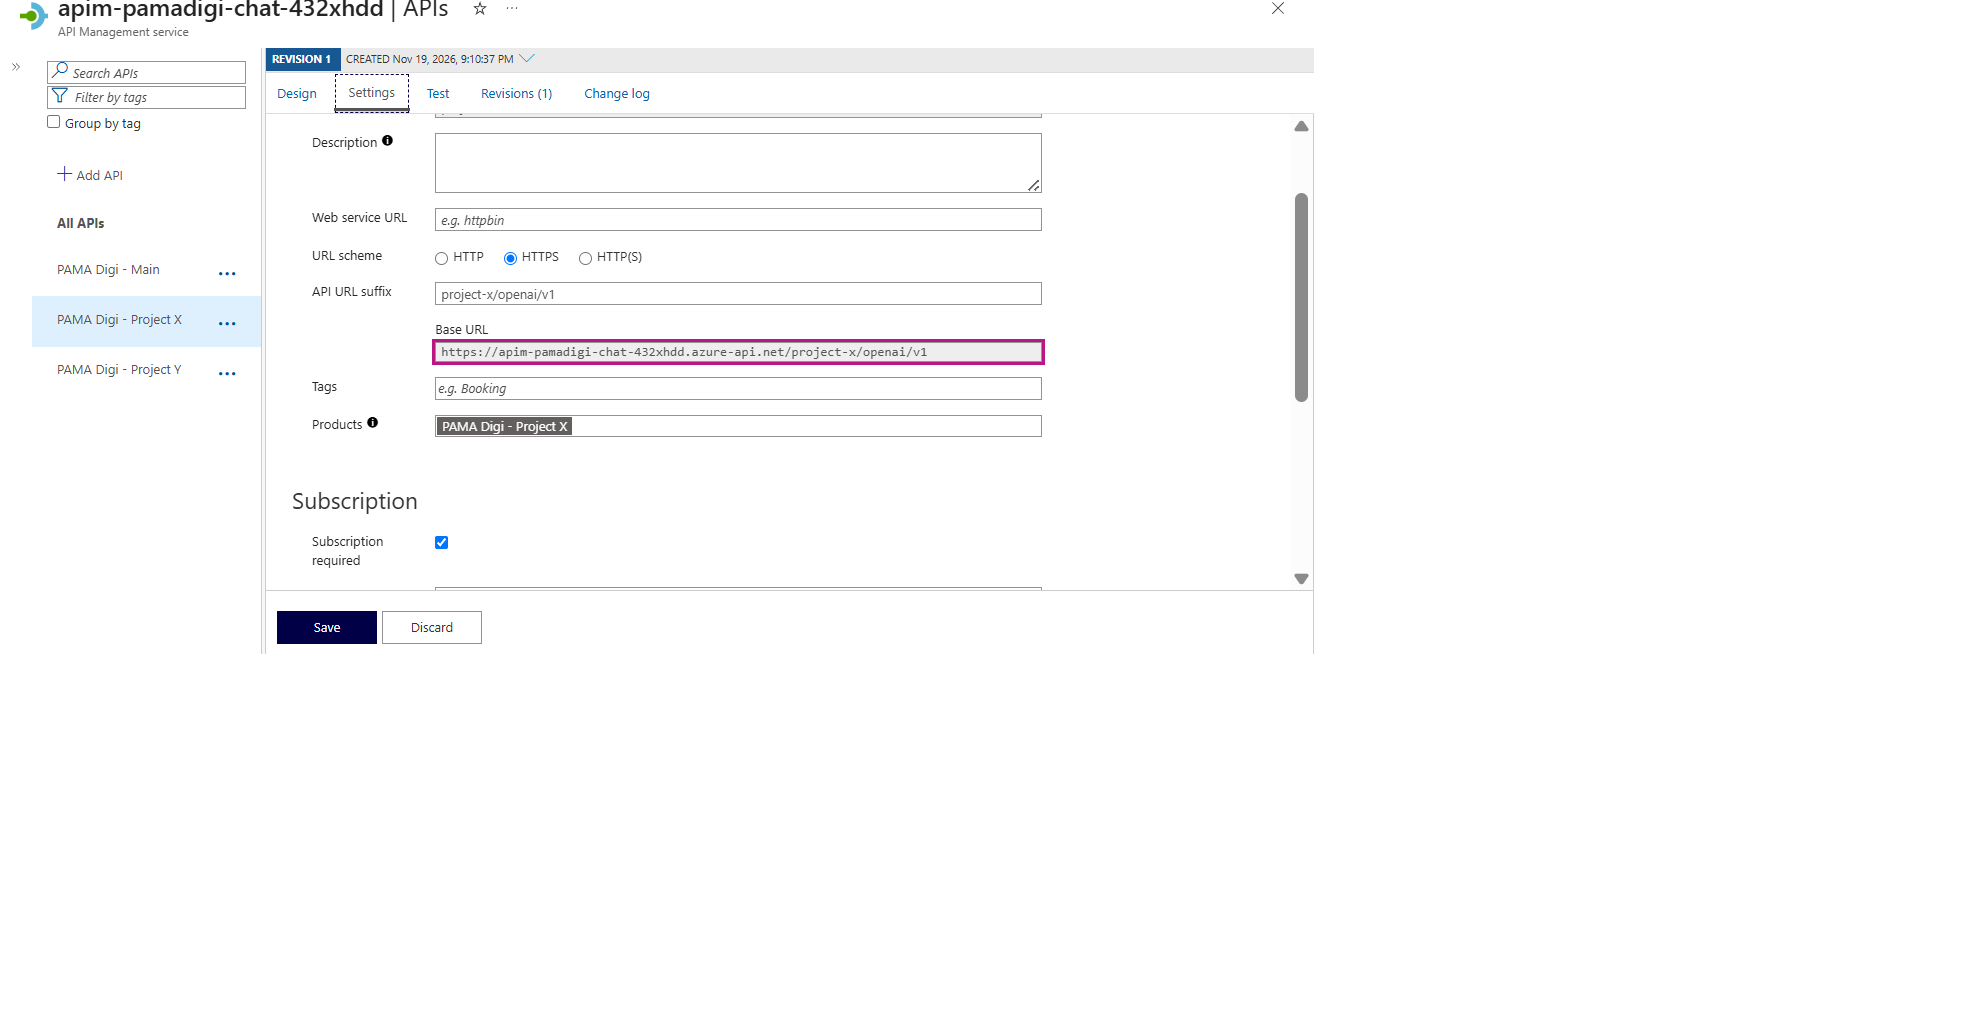 apim-pamadigi-chat-432xhdd | APIs
API Management service
Search APIs
Filter by tags
Group by tag
Add API
All APIs
PAMA Digi - Main
PAMA Digi - Project X
PAMA Digi - Project Y
REVISION 1 CREATED Nov 19, 2026, 9:10:37 PM
Design Settings Test Revisions (1) Change log
Description
Web service URL e.g. httpbin
URL scheme HTTP HTTPS HTTP(S)
API URL suffix project-x/openai/v1
Base URL
https://apim-pamadigi-chat-432xhdd.azure-api.net/project-x/openai/v1
Tags e.g. Booking
Products PAMA Digi - Project X
Subscription
Subscription
required
Save Discard